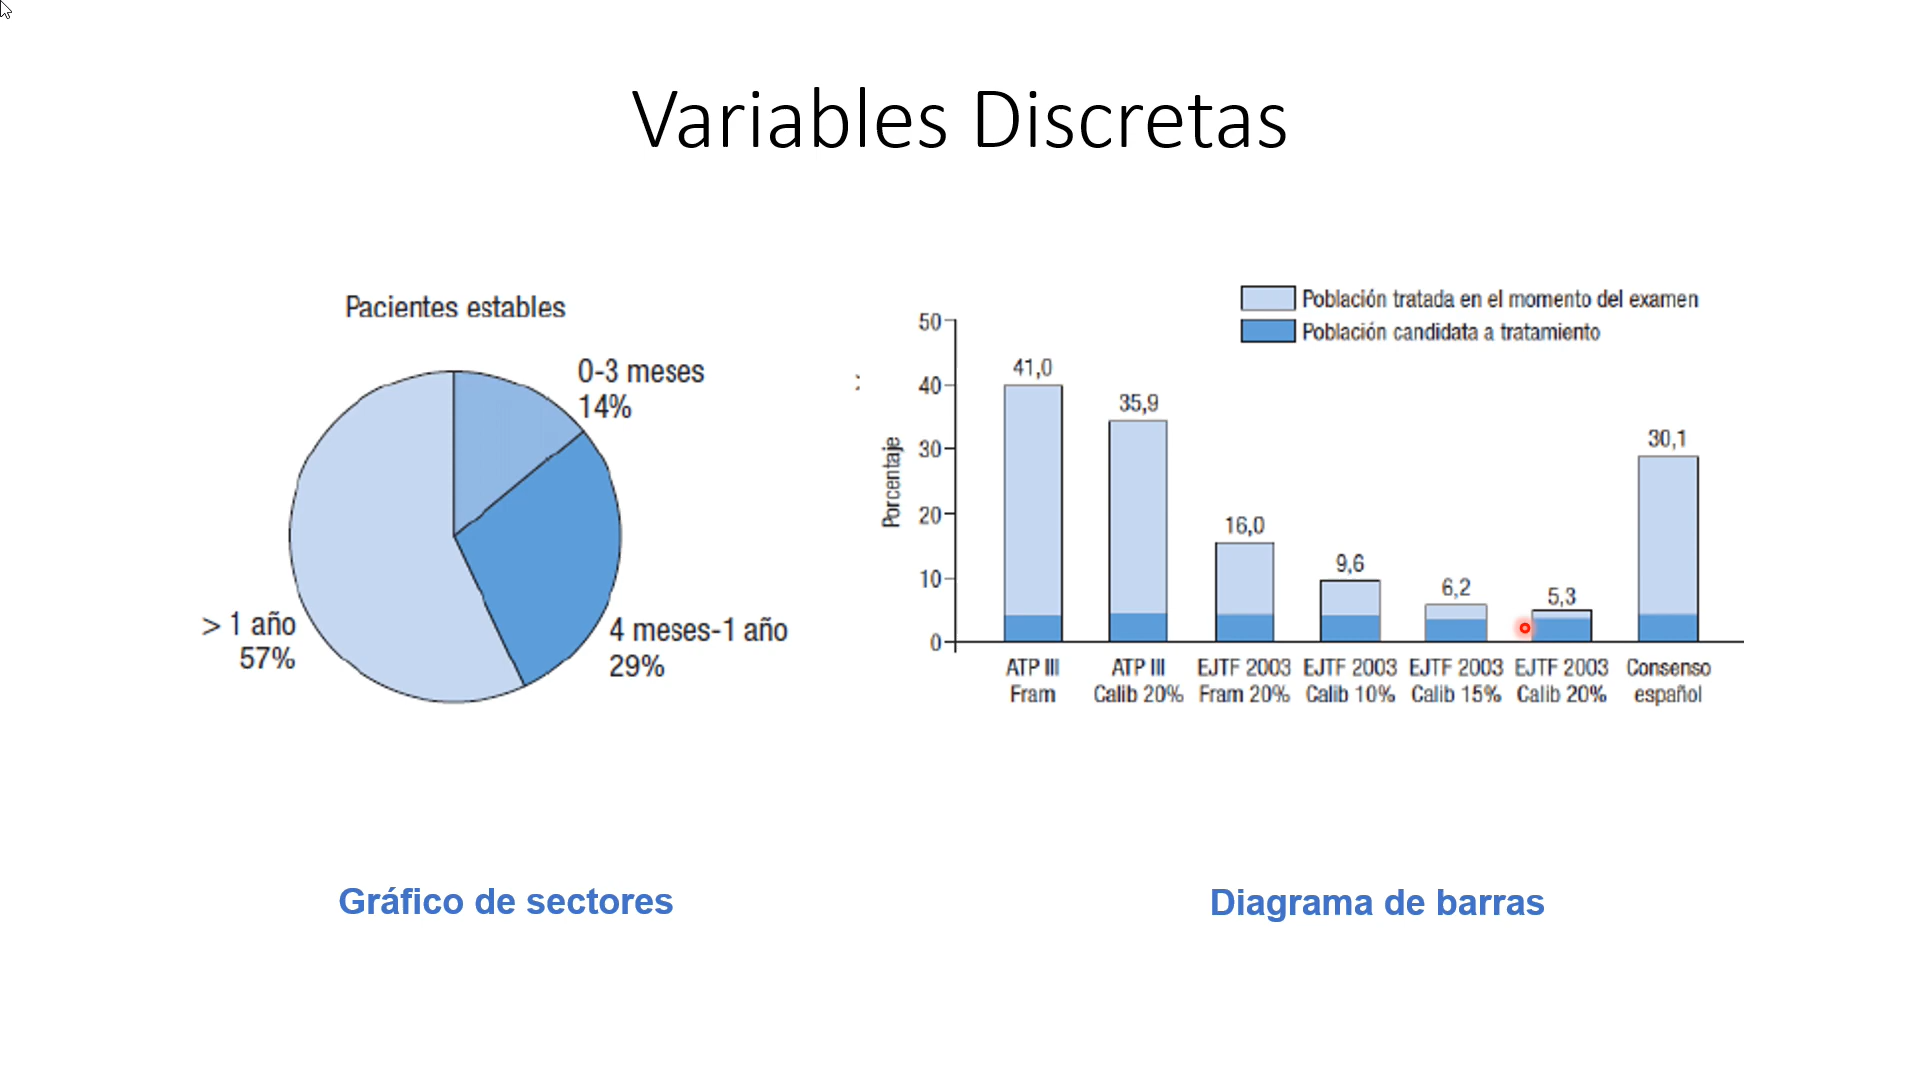 Variables Discretas
Pacientes estables
0-3 meses
14%
> 1 año
57%
4 meses-1 año
29%
:
Población tratada en el momento del examen
Población candidata a tratamiento
Porcentaje
50
40
30
20
10
0
41,0
35,9
16,0
9,6
6,2
5,3
30,1
ATP III
Fram
ATP III
Calib 20%
EJTF 2003
Fram 20%
EJTF 2003
Calib 10%
EJTF 2003
Calib 15%
EJTF 2003
Calib 20%
Consenso
español
Gráfico de sectores
Diagrama de barras